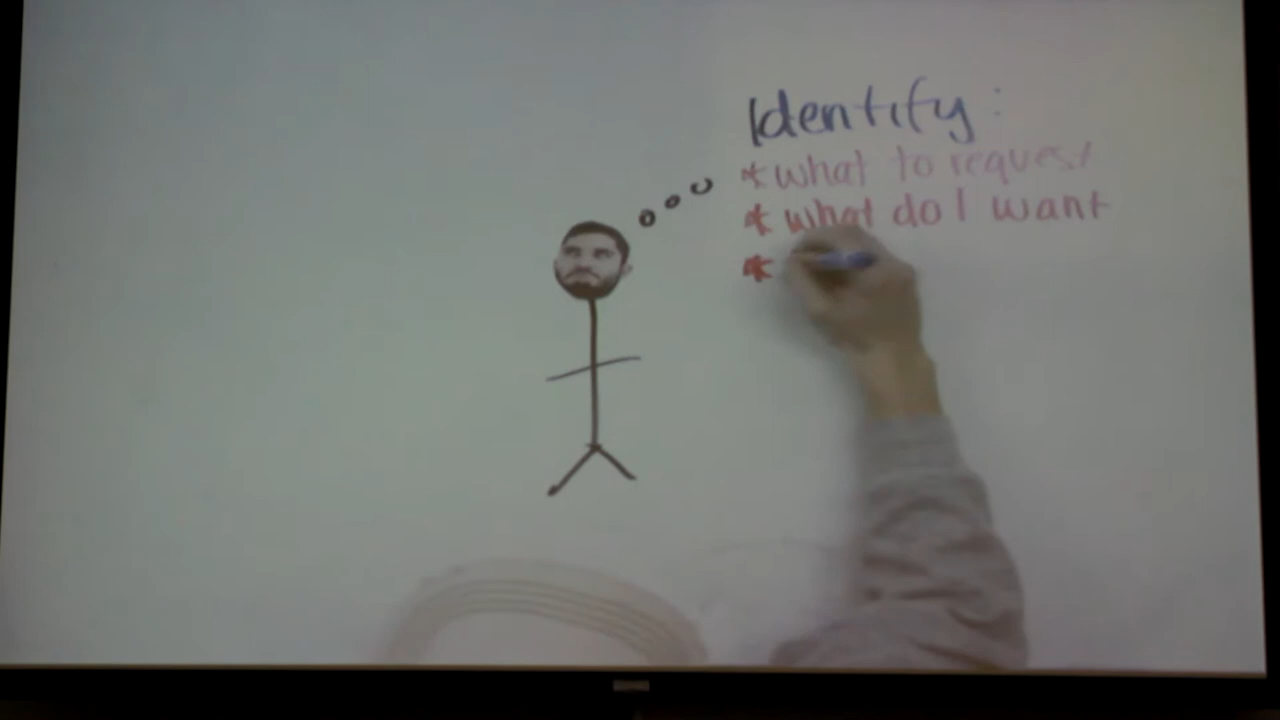 Identify:
* what to request
* what do I want
*